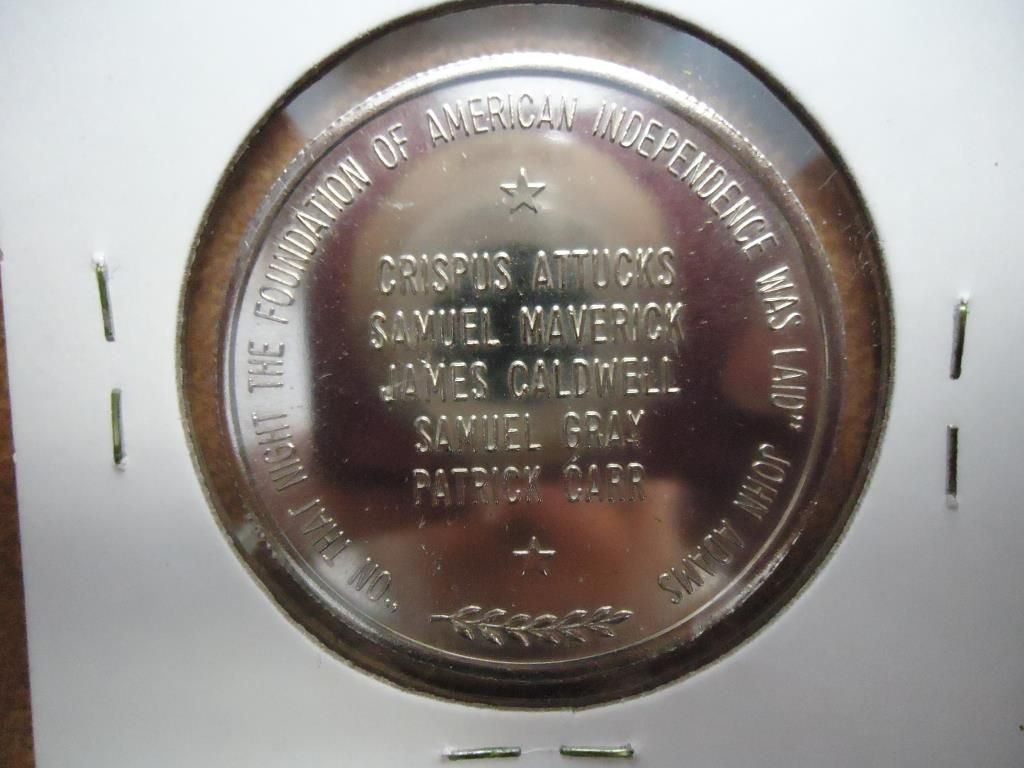 "ON THAT NIGHT THE FOUNDATION OF AMERICAN INDEPENDENCE WAS LAID" JOHN ADAMS
CRISPUS ATTUCKS
SAMUEL MAVERICK
JAMES CALDWELL
SAMUEL GRAY
PATRICK CARR